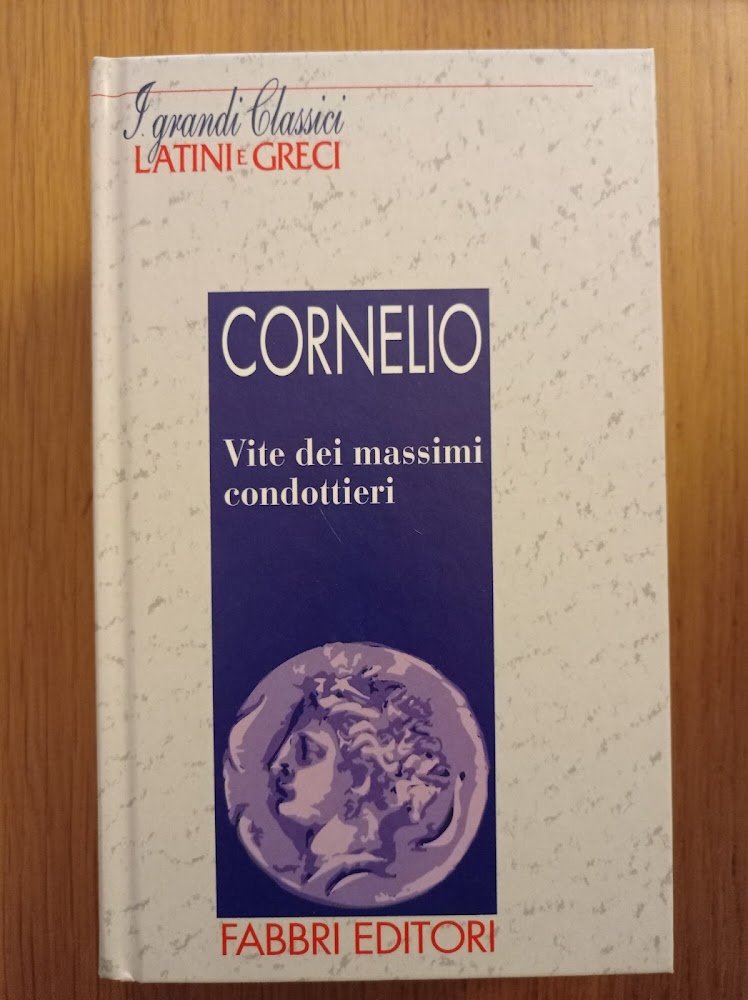 I grandi Classici
LATINI E GRECI
CORNELIO
Vite dei massimi
condottieri
FABBRI EDITORI